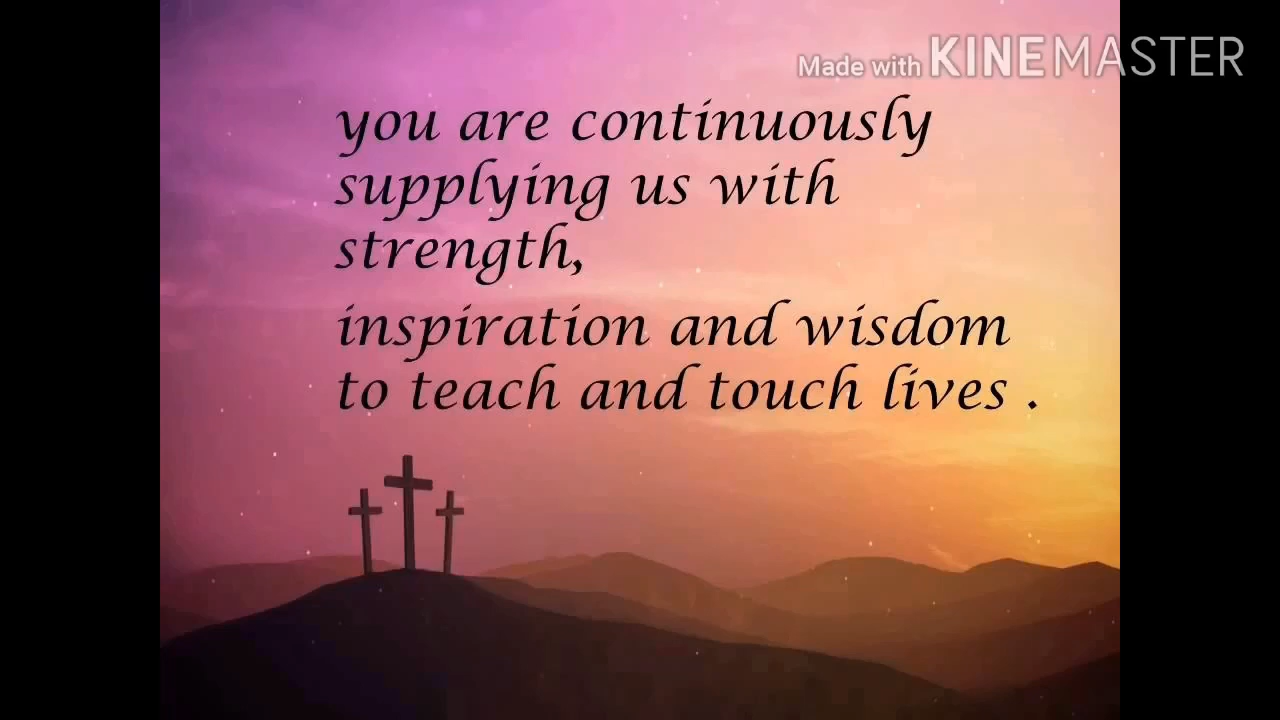 Made with KINEMASTER
you are continuously
supplying us with
strength,
inspiration and wisdom
to teach and touch lives .